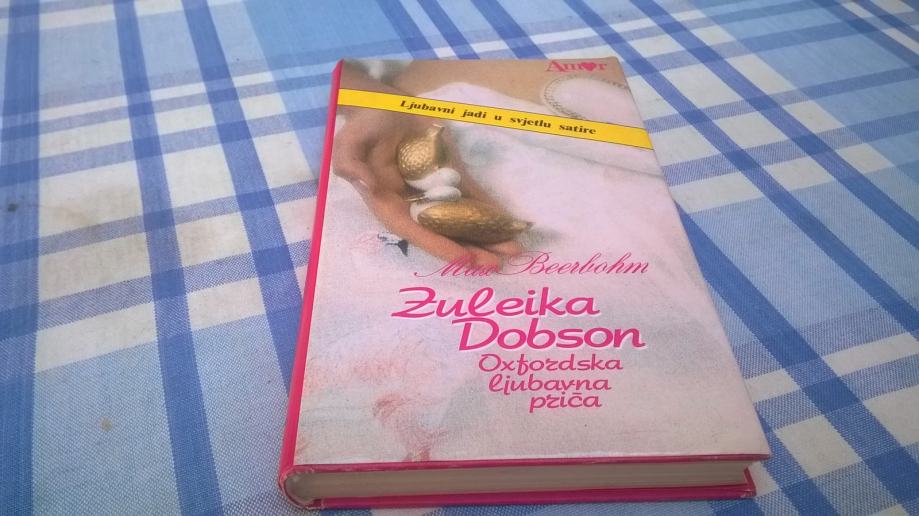 Amor
Ljubavni jadi u svjetlu satire
Max Beerbohm
Zuleika
Dobson
Oxfordska
ljubavna
priča